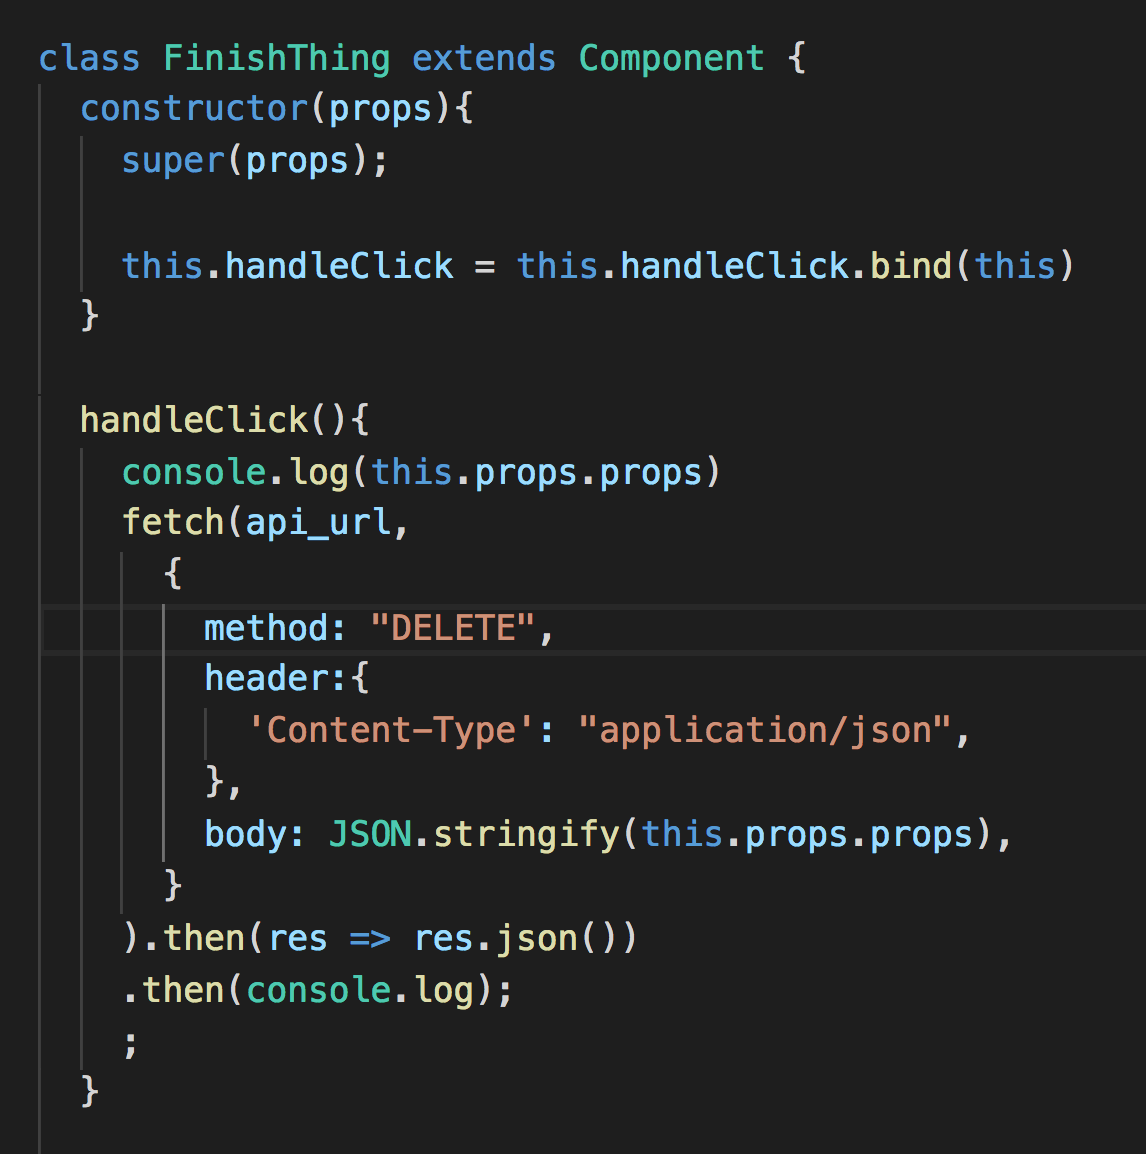 class FinishThing extends Component {
constructor(props){
super(props);
this.handleClick = this.handleClick.bind(this)
}
handleClick(){
console.log(this.props.props)
fetch(api_url,
{
method: "DELETE",
header:{
'Content-Type': "application/json",
},
body: JSON.stringify(this.props.props),
}
).then(res => res.json())
.then(console.log);
;
}